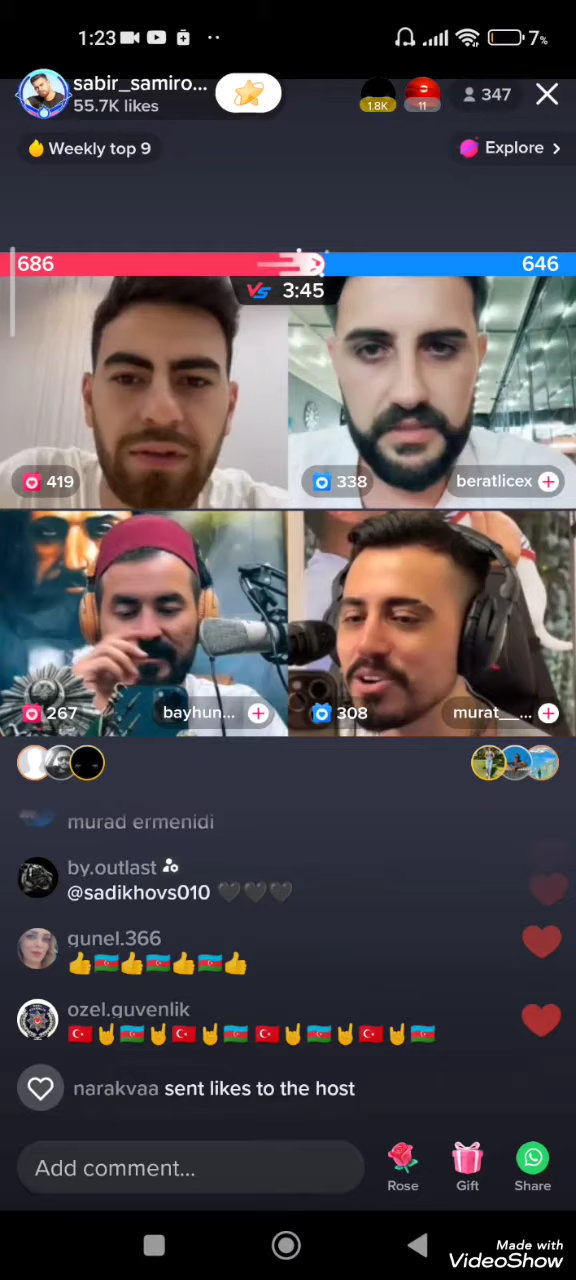 1:23
7%
sabir_samiro...
55.7K likes
1.8K
11
347
Weekly top 9
Explore >
686
646
VS 3:45
419
338
beratlicex
267
bayhun...
308
murat___...
murad ermenidi
by.outlast
@sadikhovs010 🖤🖤🖤
gunel.366
👍🇦🇿👍🇦🇿👍🇦🇿👍
ozel.guvenlik
🇹🇷🤘🇦🇿🤘🇹🇷🤘🇦🇿 🇹🇷🤘🇦🇿🤘🇹🇷🤘🇦🇿
narakvaa sent likes to the host
Add comment...
Rose
Gift
Share
Made with
VideoShow